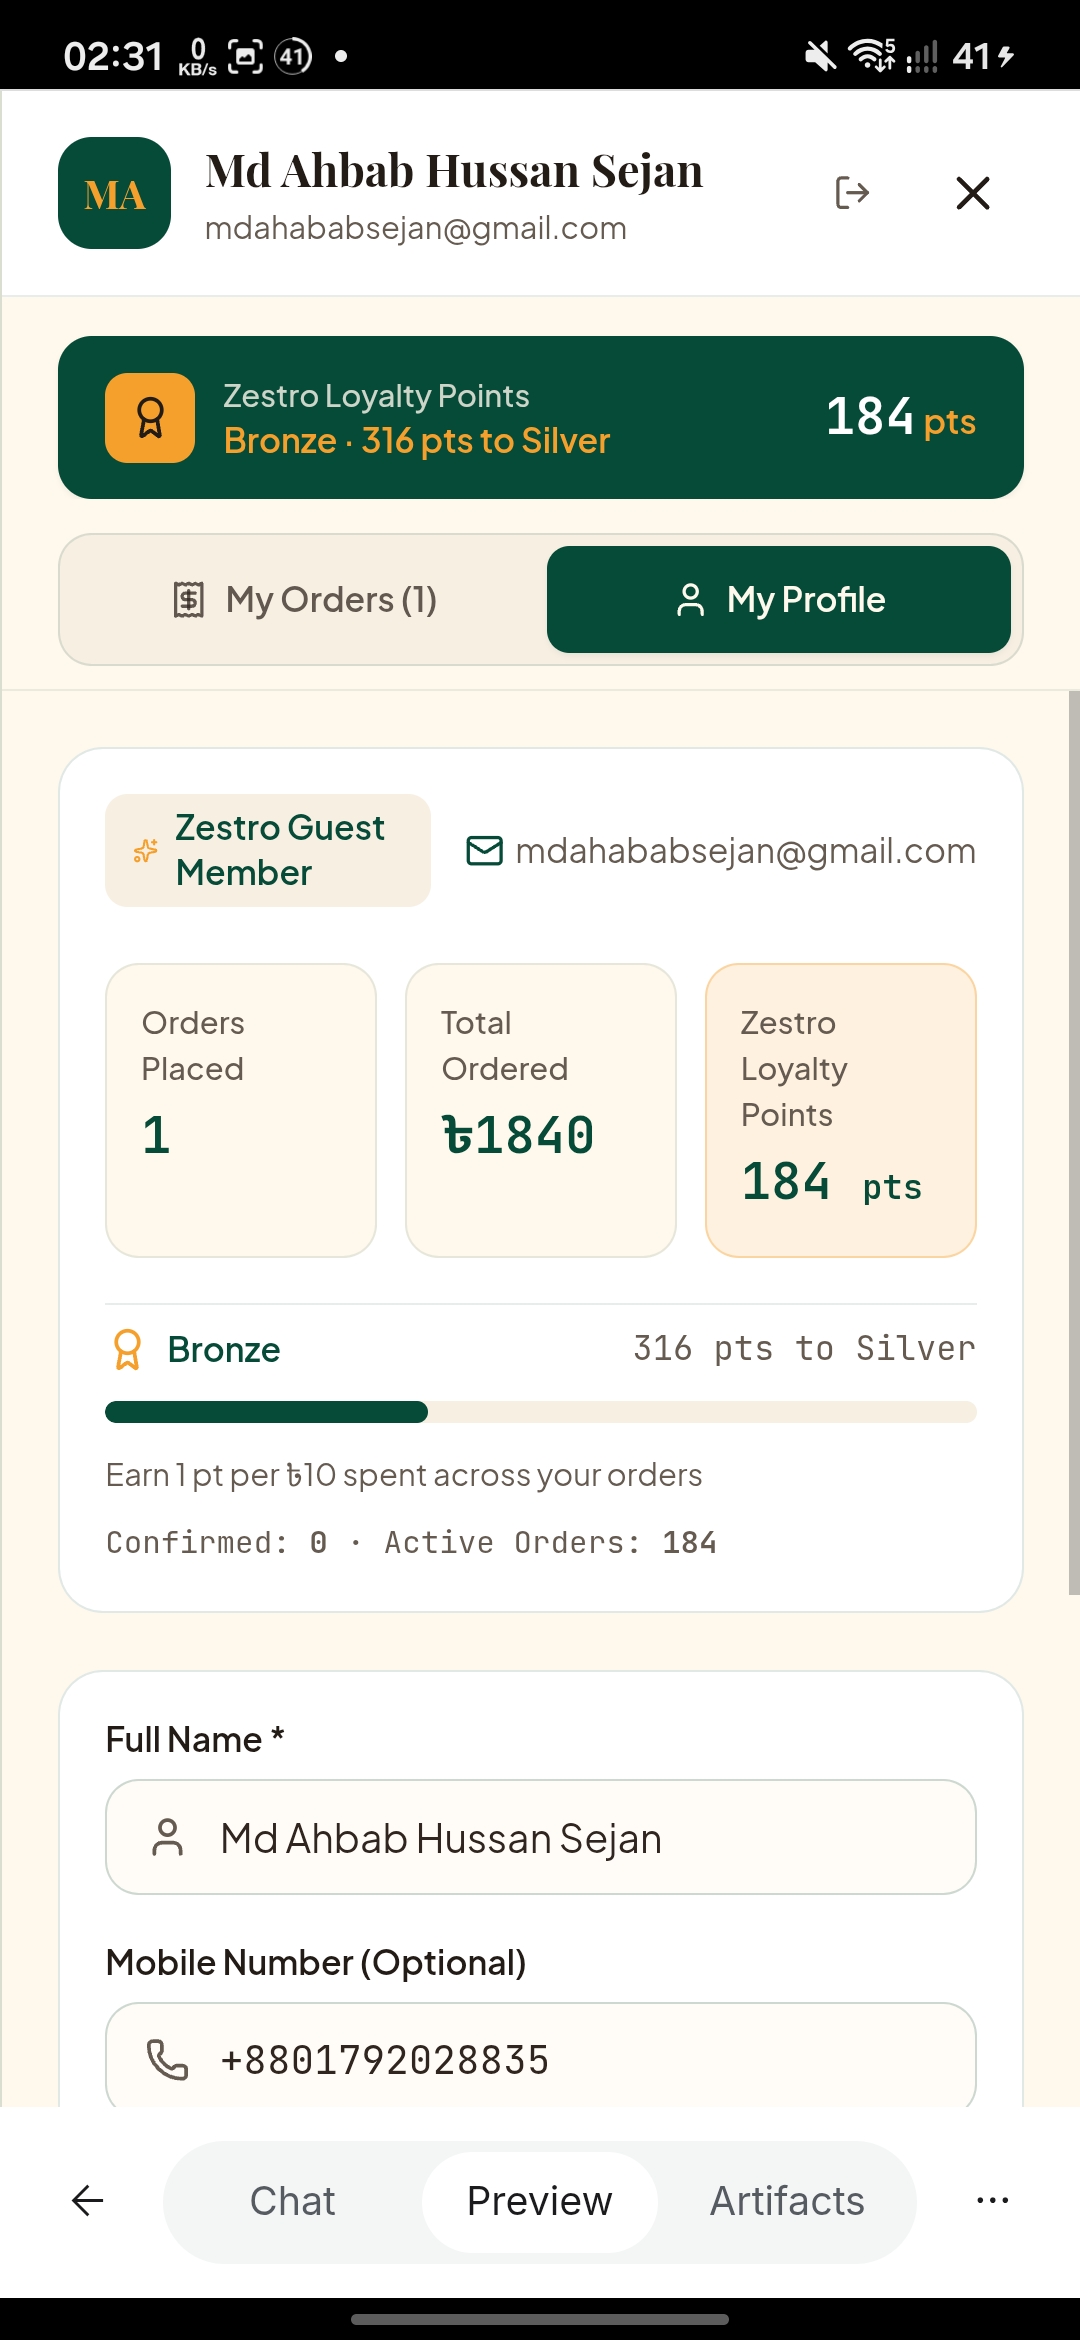 02:31 0 KB/s 41 5 41
MA
Md Ahbab Hussan Sejan
mdahababsejan@gmail.com
Zestro Loyalty Points
Bronze · 316 pts to Silver
184 pts
My Orders (1)
My Profile
Zestro Guest
Member
mdahababsejan@gmail.com
Orders
Placed
1
Total
Ordered
৳1840
Zestro
Loyalty
Points
184 pts
Bronze
316 pts to Silver
Earn 1 pt per ৳10 spent across your orders
Confirmed: 0 · Active Orders: 184
Full Name *
Md Ahbab Hussan Sejan
Mobile Number (Optional)
+8801792028835
Chat
Preview
Artifacts